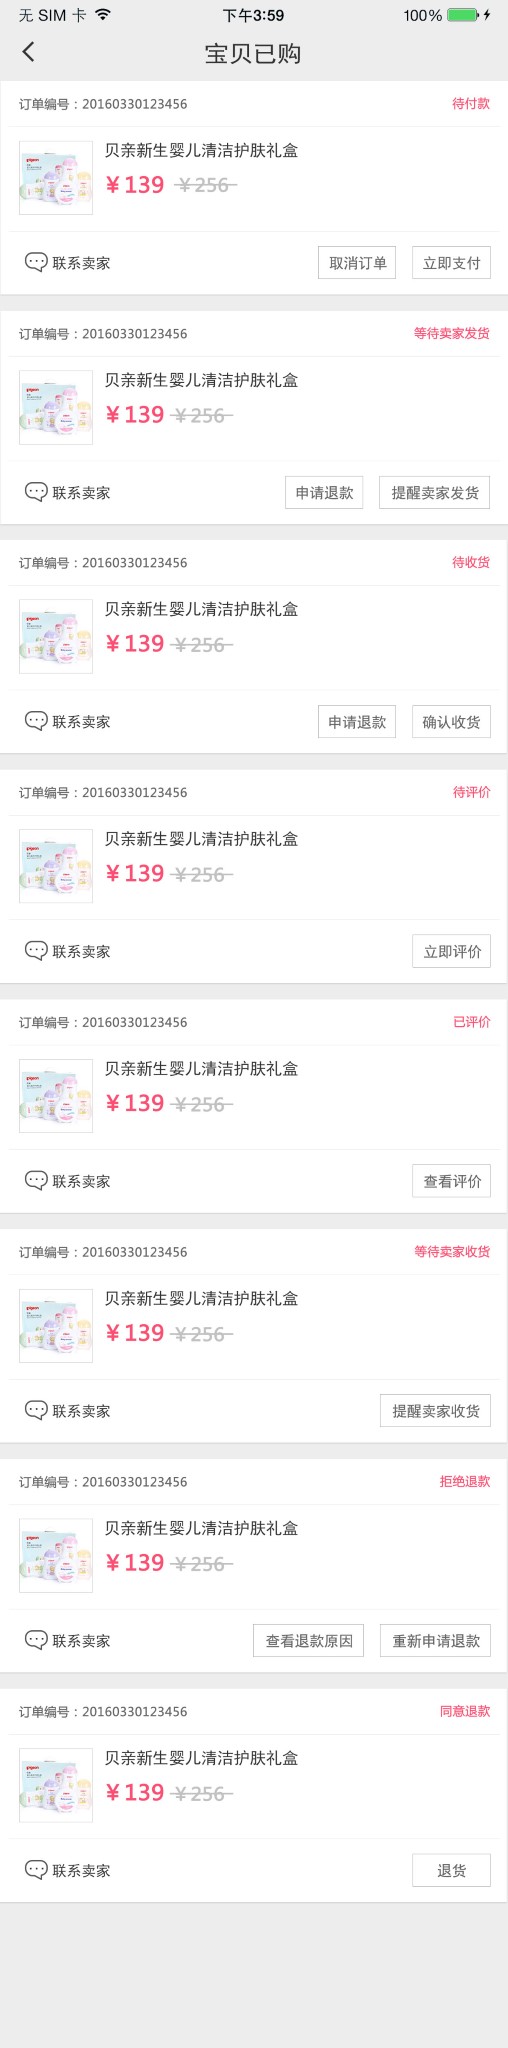 无 SIM 卡 下午3:59 100%
宝贝已购
订单编号：20160330123456 待付款
pigeon
贝亲新生婴儿清洁护肤礼盒
￥139 ￥256
联系卖家 取消订单 立即支付
订单编号：20160330123456 等待卖家发货
pigeon
贝亲新生婴儿清洁护肤礼盒
￥139 ￥256
联系卖家 申请退款 提醒卖家发货
订单编号：20160330123456 待收货
pigeon
贝亲新生婴儿清洁护肤礼盒
￥139 ￥256
联系卖家 申请退款 确认收货
订单编号：20160330123456 待评价
pigeon
贝亲新生婴儿清洁护肤礼盒
￥139 ￥256
联系卖家 立即评价
订单编号：20160330123456 已评价
pigeon
贝亲新生婴儿清洁护肤礼盒
￥139 ￥256
联系卖家 查看评价
订单编号：20160330123456 等待卖家收货
pigeon
贝亲新生婴儿清洁护肤礼盒
￥139 ￥256
联系卖家 提醒卖家收货
订单编号：20160330123456 拒绝退款
pigeon
贝亲新生婴儿清洁护肤礼盒
￥139 ￥256
联系卖家 查看退款原因 重新申请退款
订单编号：20160330123456 同意退款
pigeon
贝亲新生婴儿清洁护肤礼盒
￥139 ￥256
联系卖家 退货